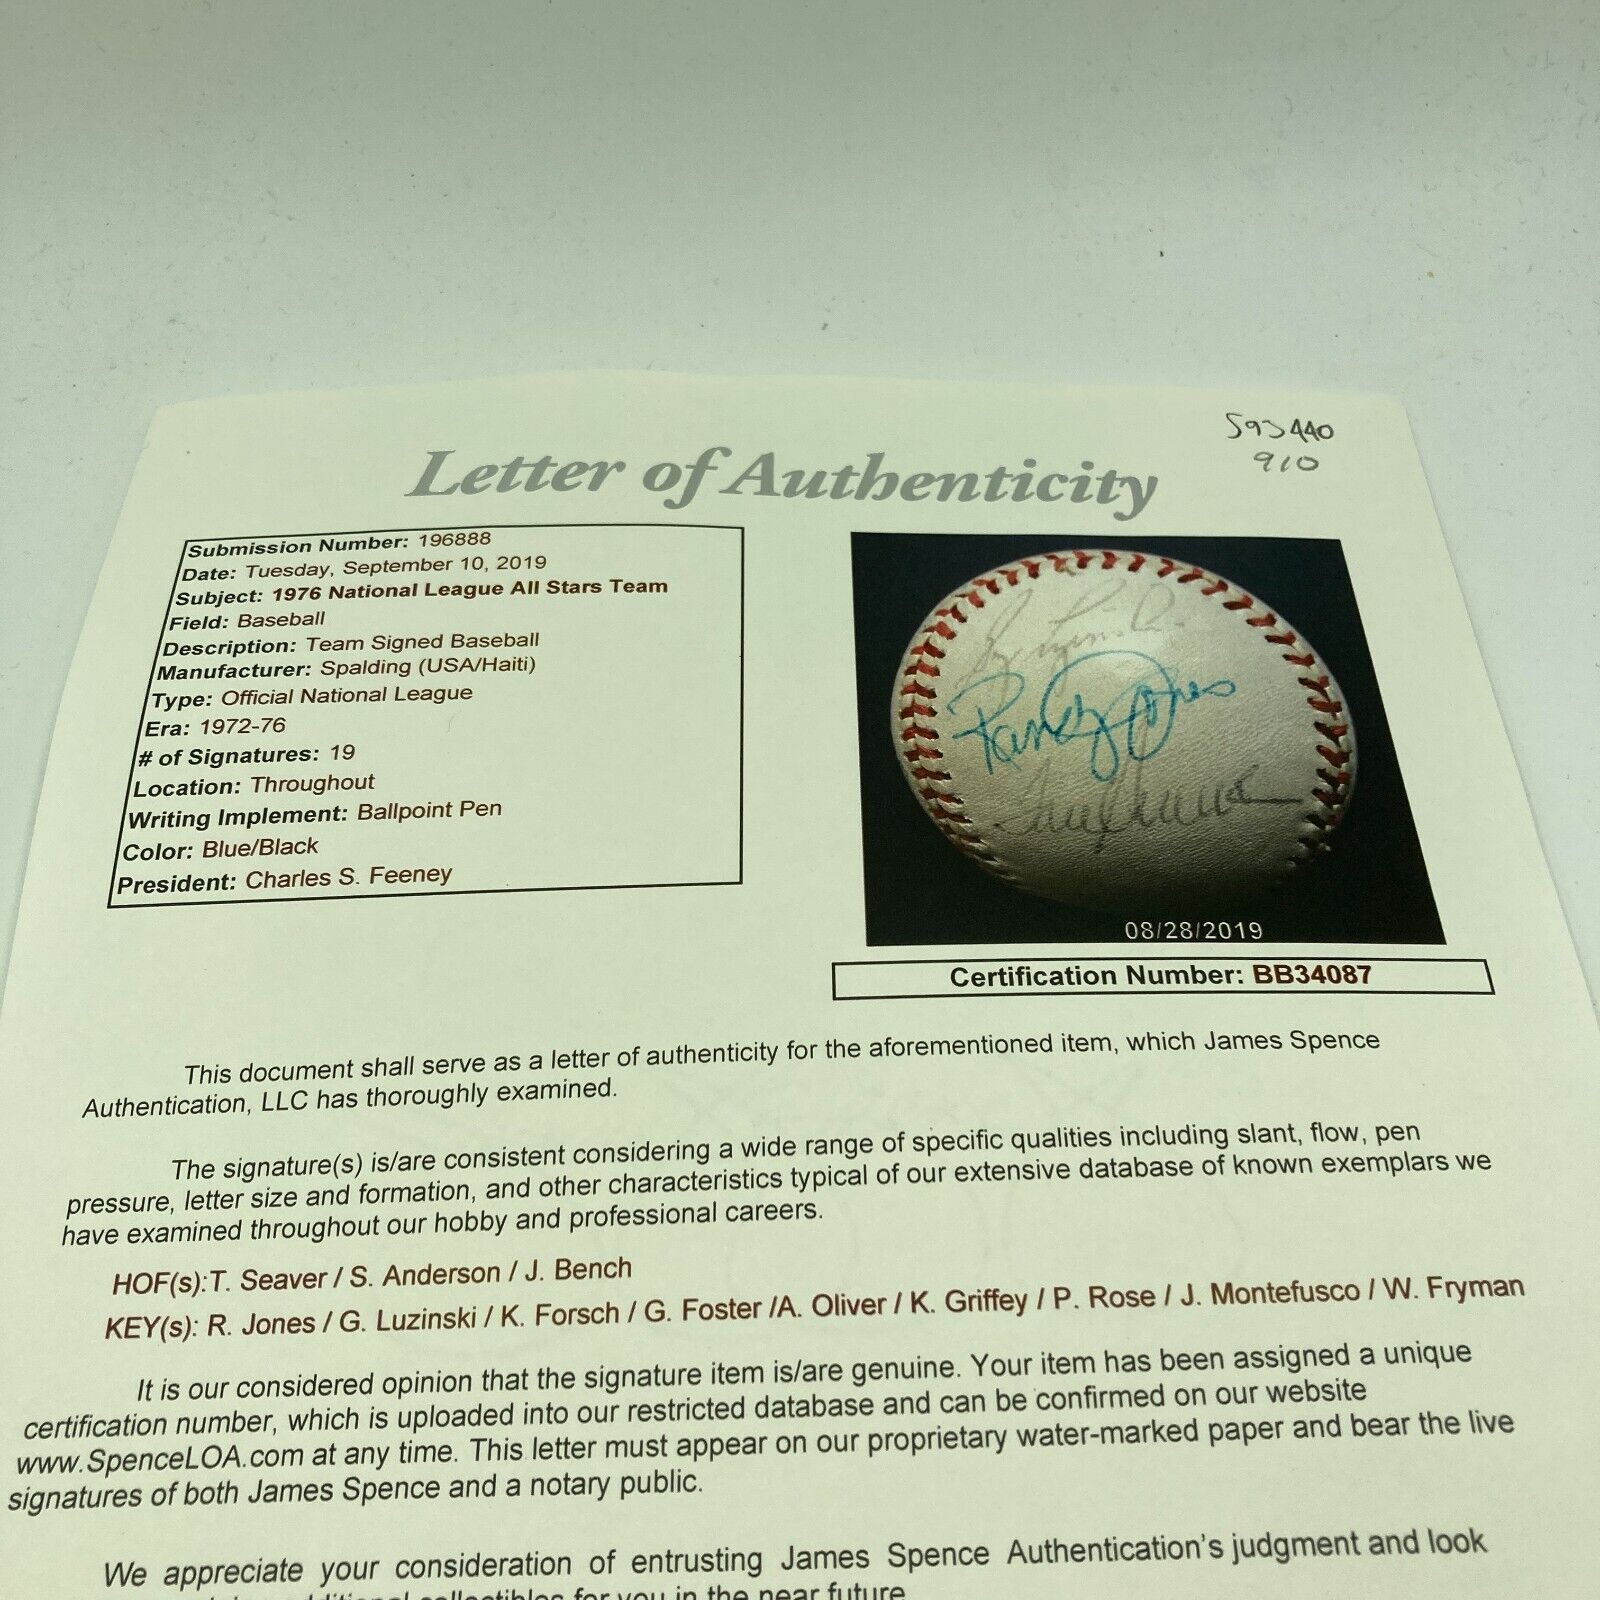 593440
910
Letter of Authenticity
Submission Number: 196888
Date: Tuesday, September 10, 2019
Subject: 1976 National League All Stars Team
Field: Baseball
Description: Team Signed Baseball
Manufacturer: Spalding (USA/Haiti)
Type: Official National League
Era: 1972-76
# of Signatures: 19
Location: Throughout
Writing Implement: Ballpoint Pen
Color: Blue/Black
President: Charles S. Feeney
Randy Jones
08/28/2019
Certification Number: BB34087
This document shall serve as a letter of authenticity for the aforementioned item, which James Spence
Authentication, LLC has thoroughly examined.
The signature(s) is/are consistent considering a wide range of specific qualities including slant, flow, pen
pressure, letter size and formation, and other characteristics typical of our extensive database of known exemplars we
have examined throughout our hobby and professional careers.
HOF(s):T. Seaver / S. Anderson / J. Bench
KEY(s): R. Jones / G. Luzinski / K. Forsch / G. Foster /A. Oliver / K. Griffey / P. Rose / J. Montefusco / W. Fryman
It is our considered opinion that the signature item is/are genuine. Your item has been assigned a unique
certification number, which is uploaded into our restricted database and can be confirmed on our website
www.SpenceLOA.com at any time. This letter must appear on our proprietary water-marked paper and bear the live
signatures of both James Spence and a notary public.
We appreciate your consideration of entrusting James Spence Authentication's judgment and look
additional collectibles for you in the near future.